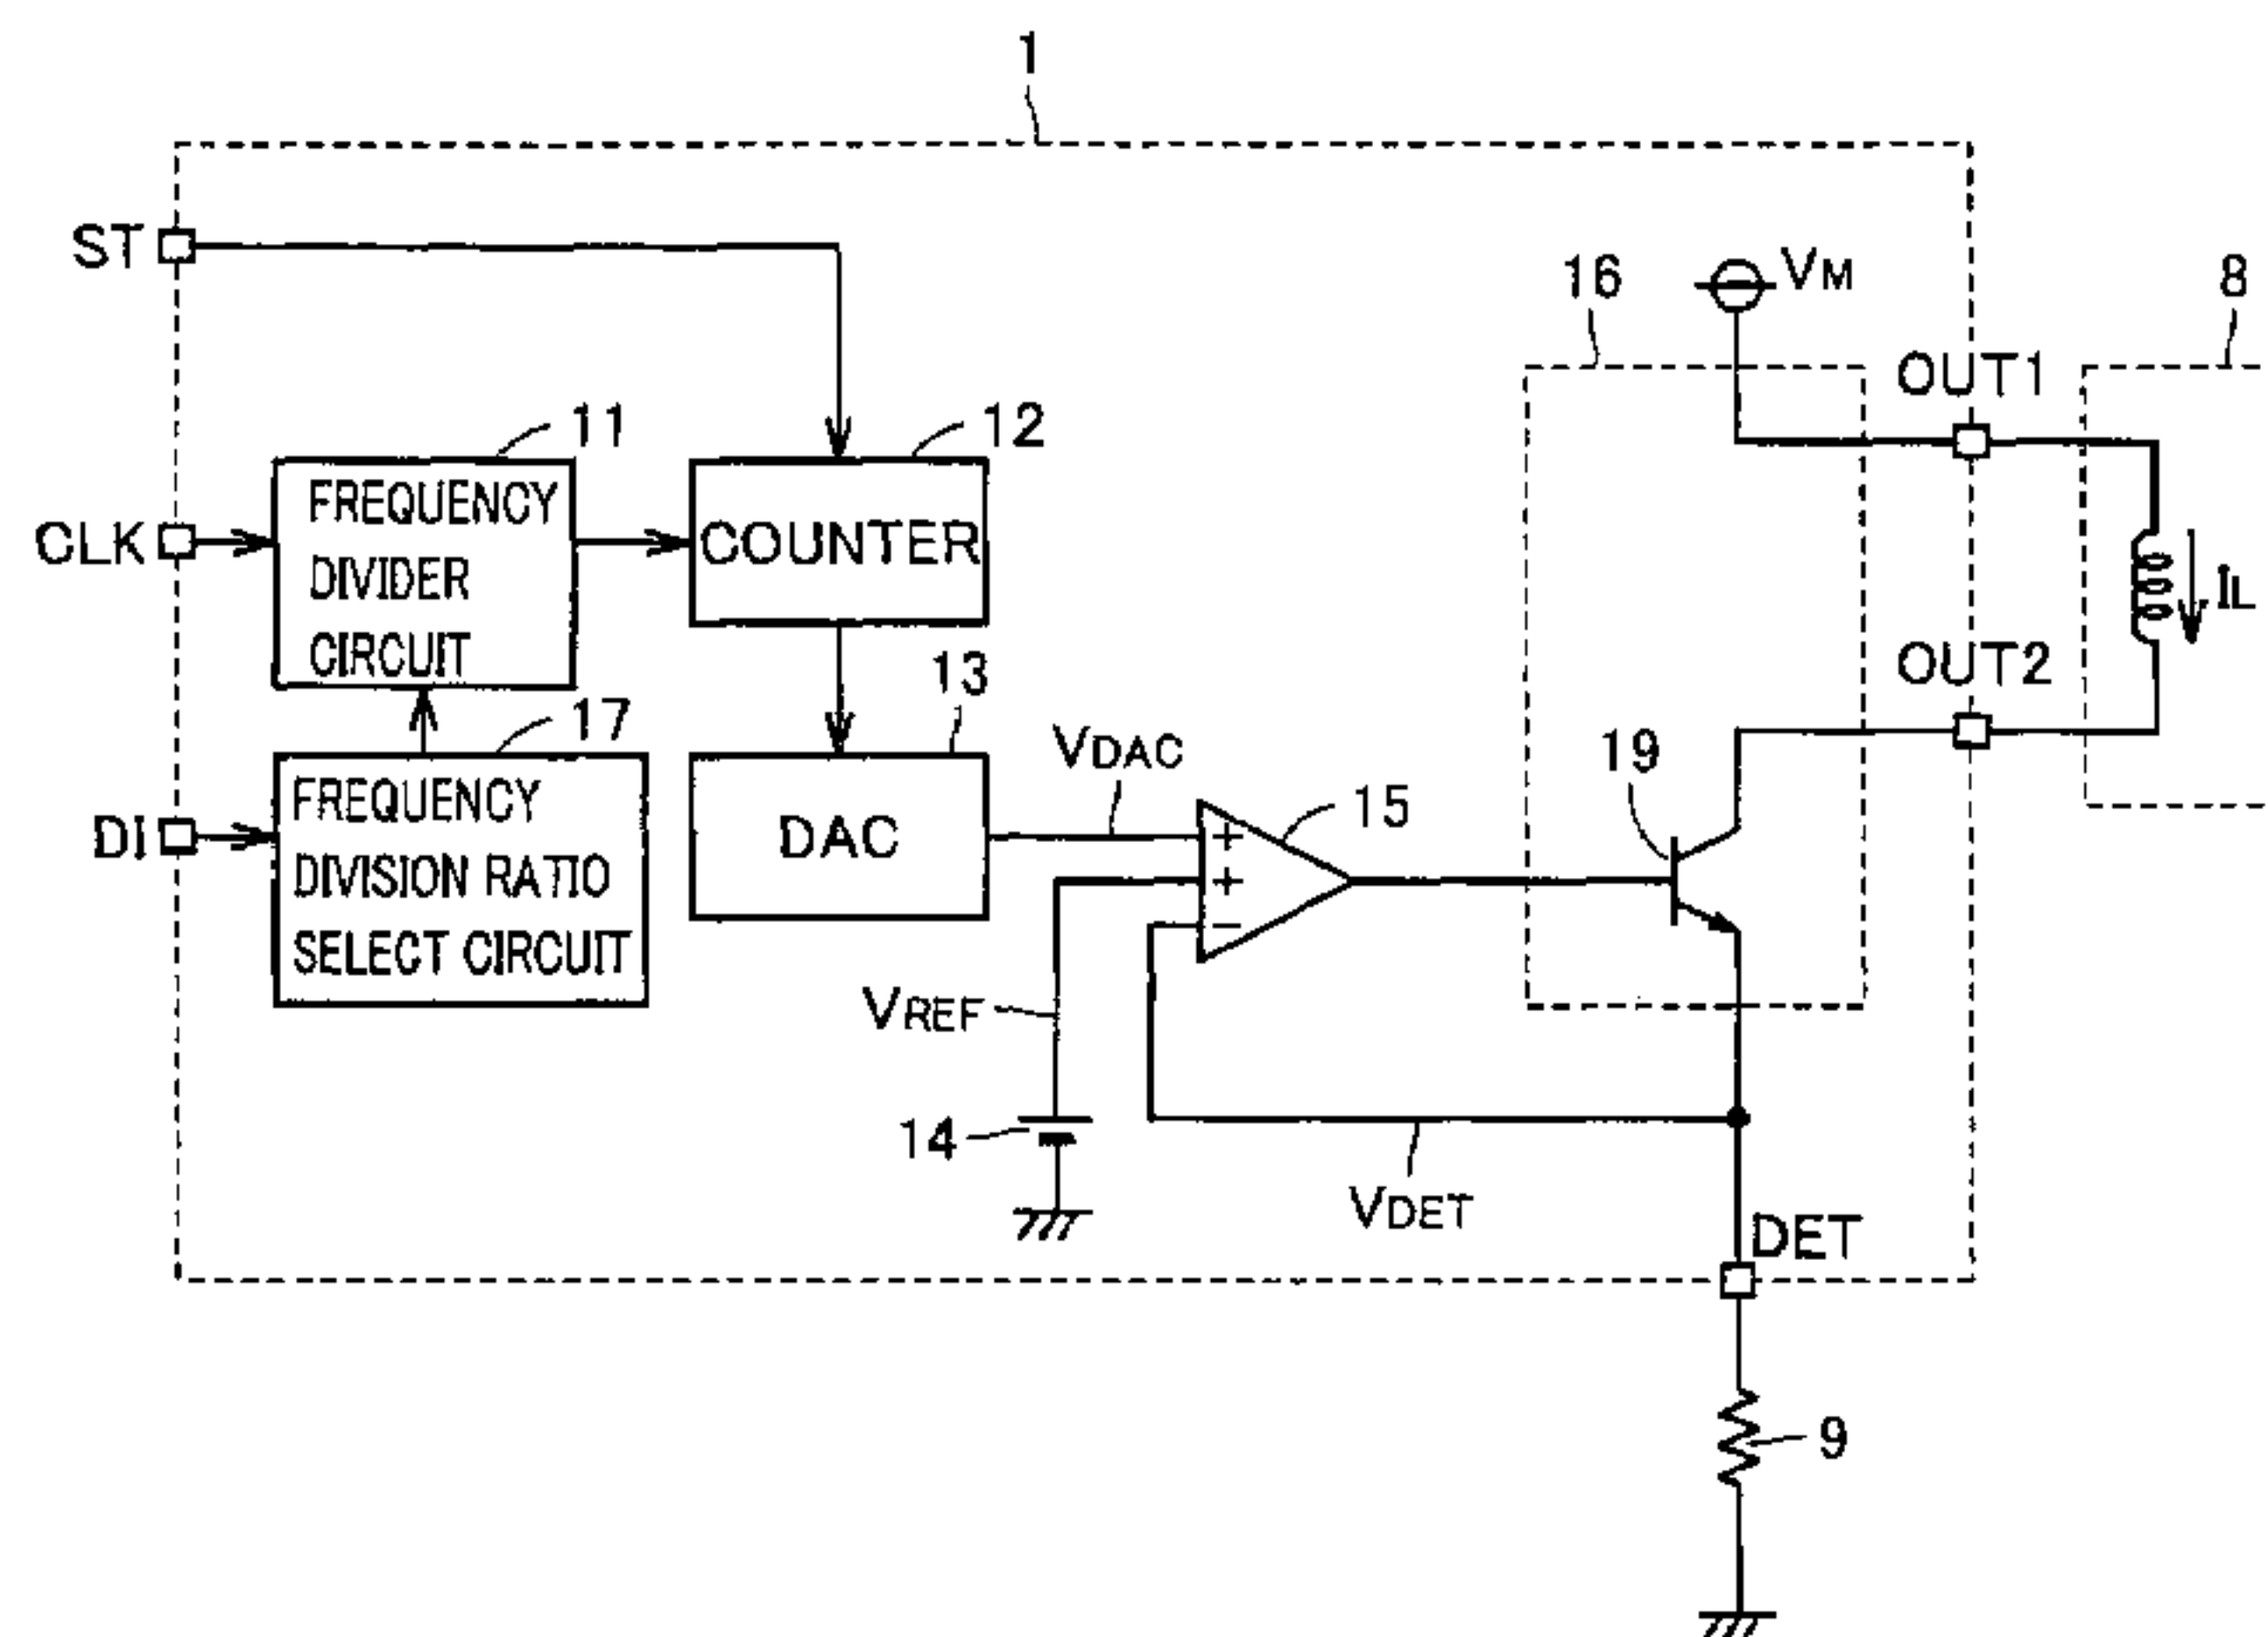 1
ST
16
VM
8
OUT1
11
12
FREQUENCY
DIVIDER
CIRCUIT
CLK
COUNTER
IL
OUT2
13
17
VDAC
19
15
DI
FREQUENCY
DIVISION RATIO
SELECT CIRCUIT
DAC
+
+
−
VREF
14
VDET
DET
9